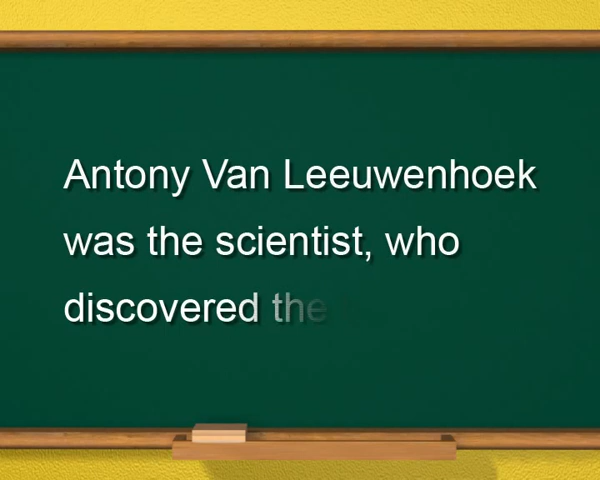 Antony Van Leeuwenhoek
was the scientist, who
discovered the